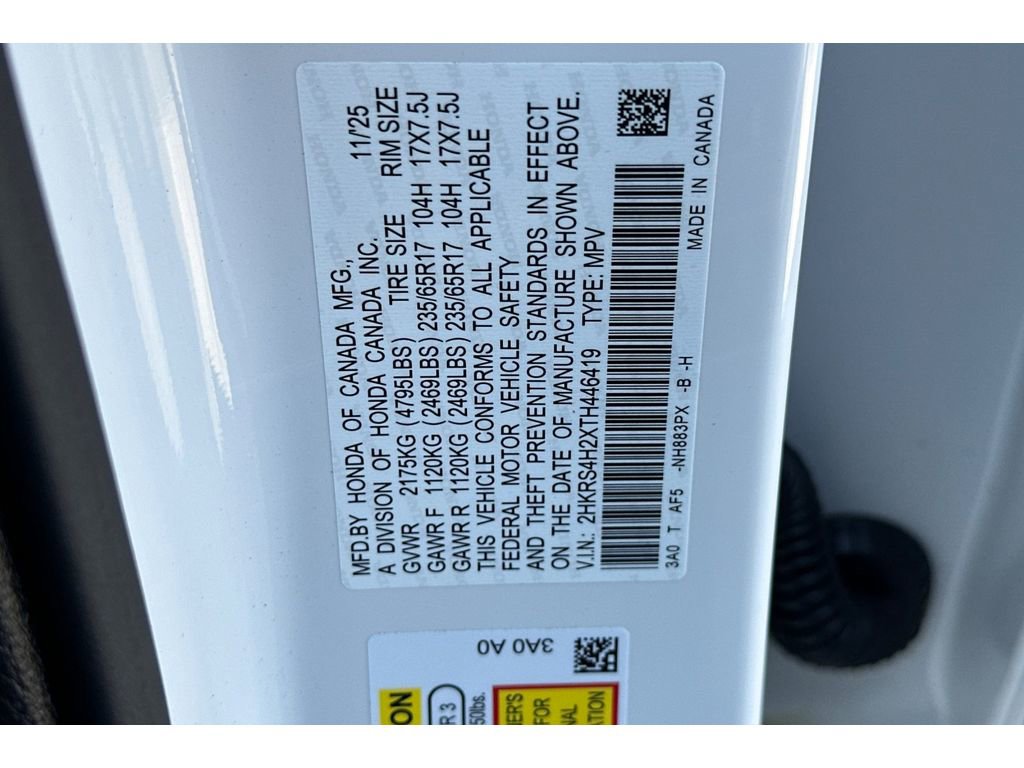 MFD.BY HONDA OF CANADA MFG., 11/25
A DIVISION OF HONDA CANADA INC.
GVWR 2175KG (4795LBS) TIRE SIZE RIM SIZE
GAWR F 1120KG (2469LBS) 235/65R17 104H 17X7.5J
GAWR R 1120KG (2469LBS) 235/65R17 104H 17X7.5J
THIS VEHICLE CONFORMS TO ALL APPLICABLE
FEDERAL MOTOR VEHICLE SAFETY
AND THEFT PREVENTION STANDARDS IN EFFECT
ON THE DATE OF MANUFACTURE SHOWN ABOVE.
V.I.N.: 2HKRS4H2XTH446419 TYPE: MPV
3A0 T AF5 -NH883PX -B -H MADE IN CANADA
3A0 A0